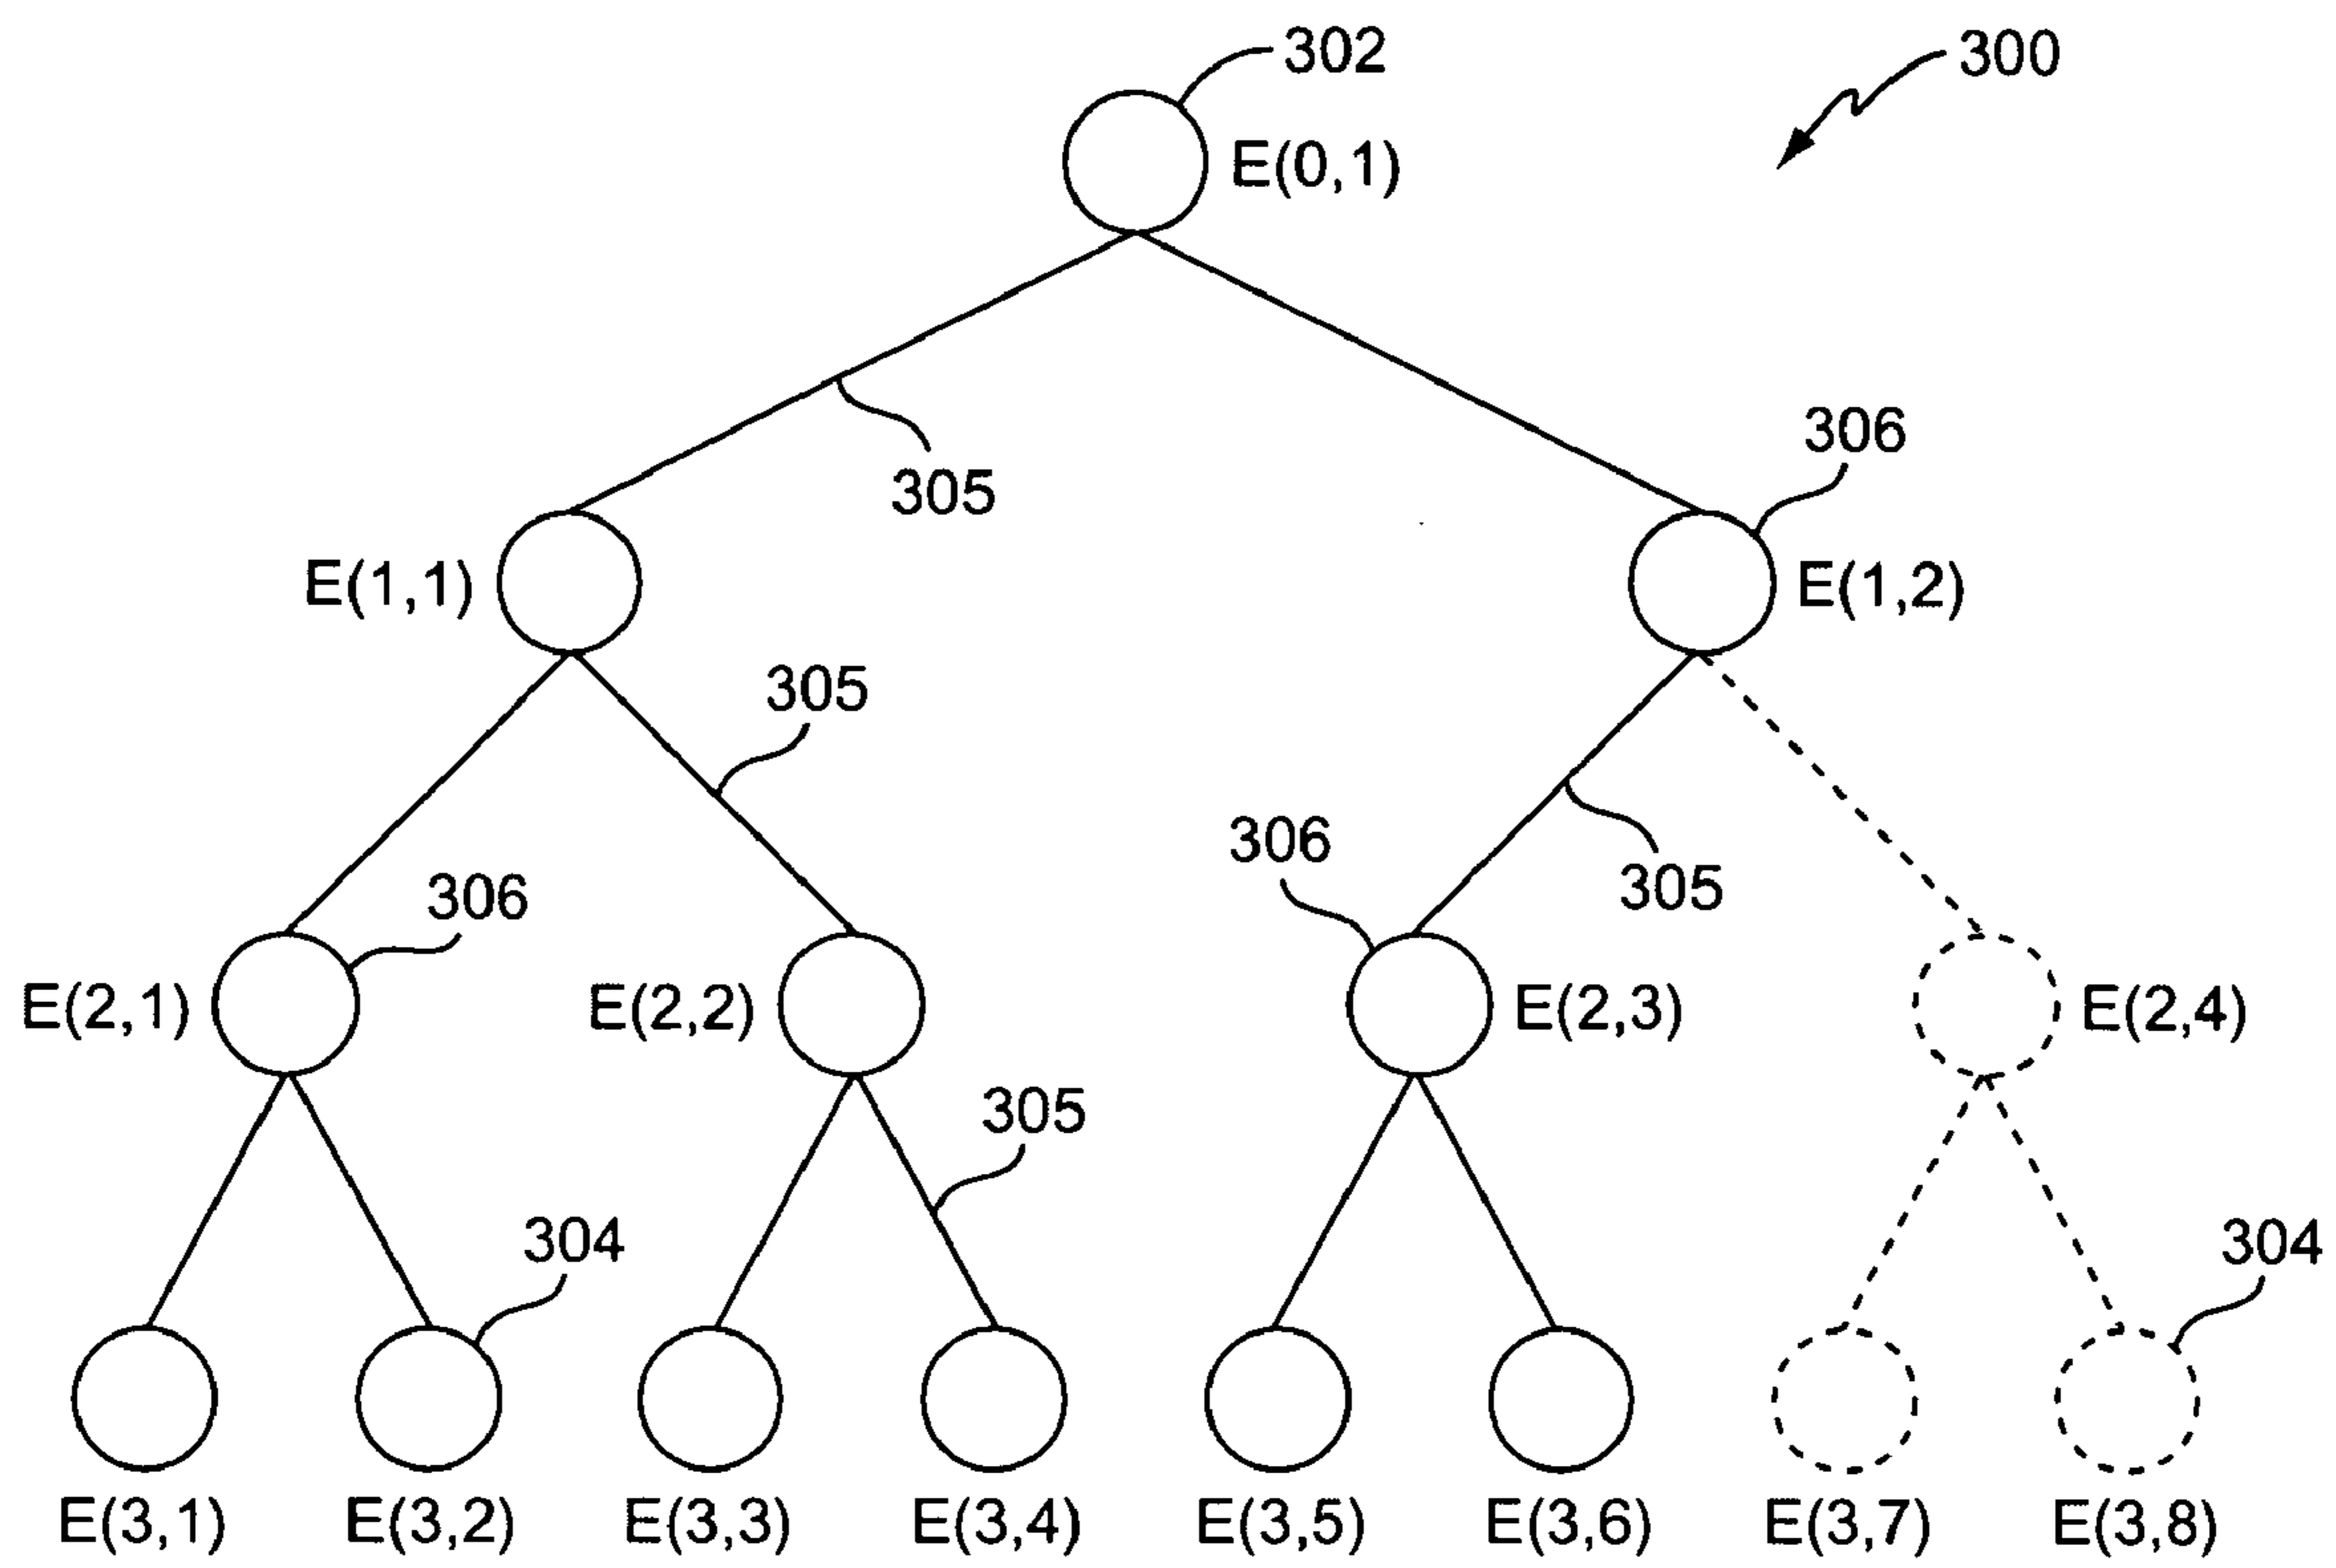 302
300
E(0,1)
305
306
E(1,1)
E(1,2)
305
306
305
306
E(2,1)
E(2,2)
E(2,3)
E(2,4)
305
304
304
E(3,1)
E(3,2)
E(3,3)
E(3,4)
E(3,5)
E(3,6)
E(3,7)
E(3,8)